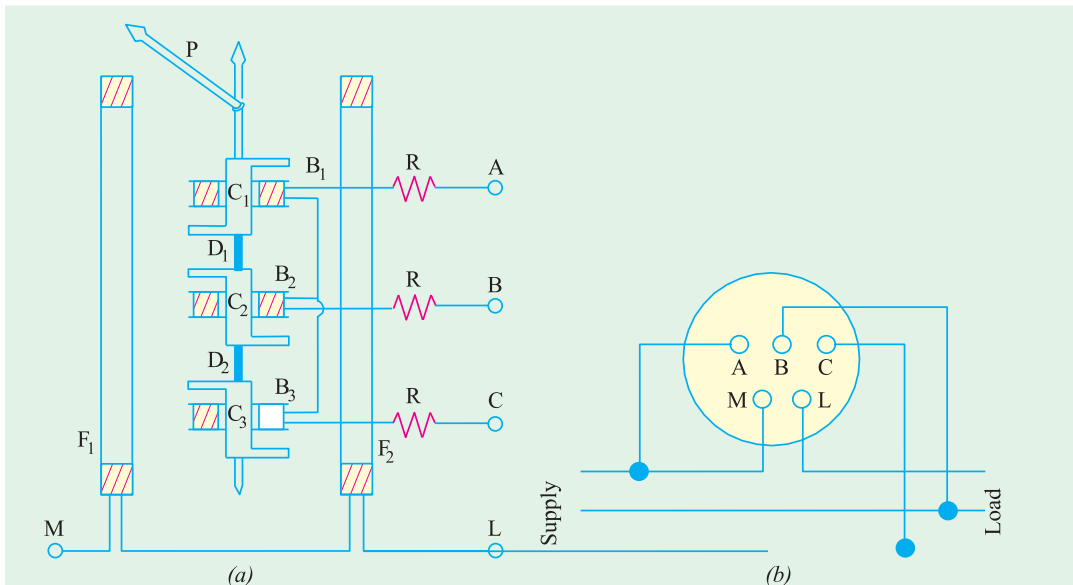 P
B₁
R
A
C₁
D₁
B₂
R
B
C₂
D₂
B₃
R
C
C₃
F₁
F₂
M
L
(a)
A
B
C
M
L
Supply
Load
(b)